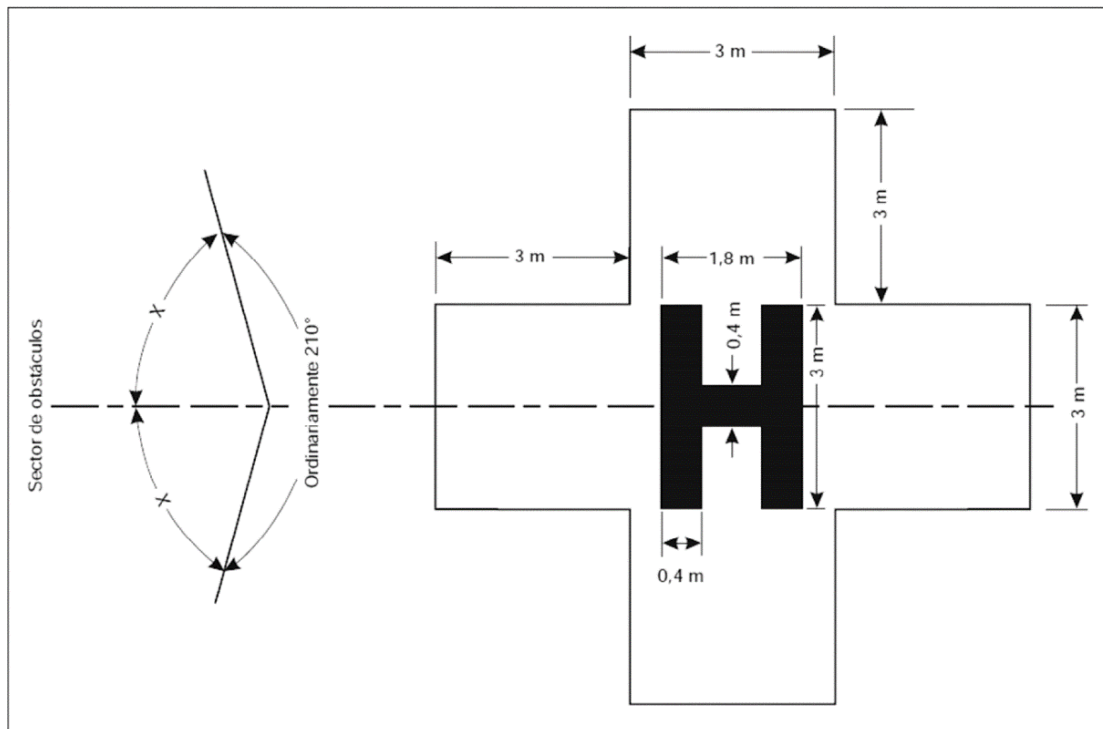 3 m
3 m
3 m
1,8 m
0,4 m
3 m
3 m
0,4 m
X
X
Sector de obstáculos
Ordinariamente 210°